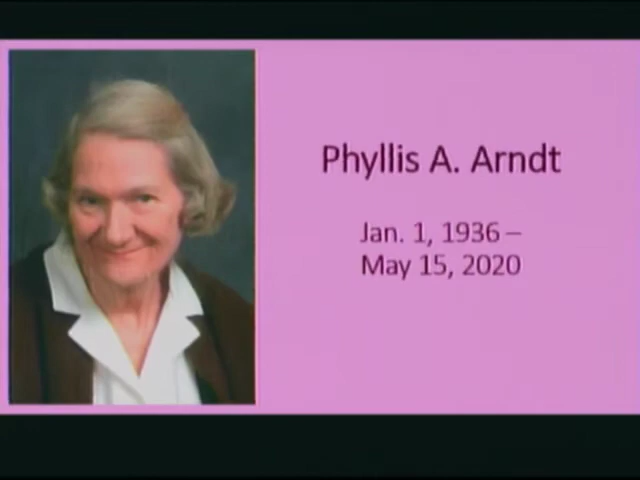 Phyllis A. Arndt
Jan. 1, 1936 –
May 15, 2020